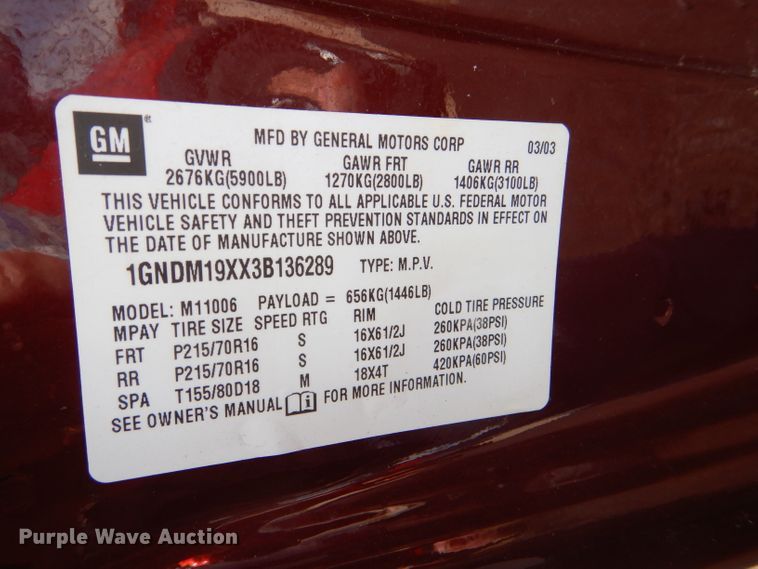 GM®
MFD BY GENERAL MOTORS CORP 03/03
GVWR GAWR FRT GAWR RR
2676KG(5900LB) 1270KG(2800LB) 1406KG(3100LB)
THIS VEHICLE CONFORMS TO ALL APPLICABLE U.S. FEDERAL MOTOR
VEHICLE SAFETY AND THEFT PREVENTION STANDARDS IN EFFECT ON
THE DATE OF MANUFACTURE SHOWN ABOVE.
1GNDM19XX3B136289 TYPE: M.P.V.
MODEL: M11006 PAYLOAD = 656KG(1446LB)
MPAY TIRE SIZE SPEED RTG RIM COLD TIRE PRESSURE
FRT P215/70R16 S 16X61/2J 260KPA(38PSI)
RR P215/70R16 S 16X61/2J 260KPA(38PSI)
SPA T155/80D18 M 18X4T 420KPA(60PSI)
SEE OWNER'S MANUAL i FOR MORE INFORMATION.
Purple Wave Auction